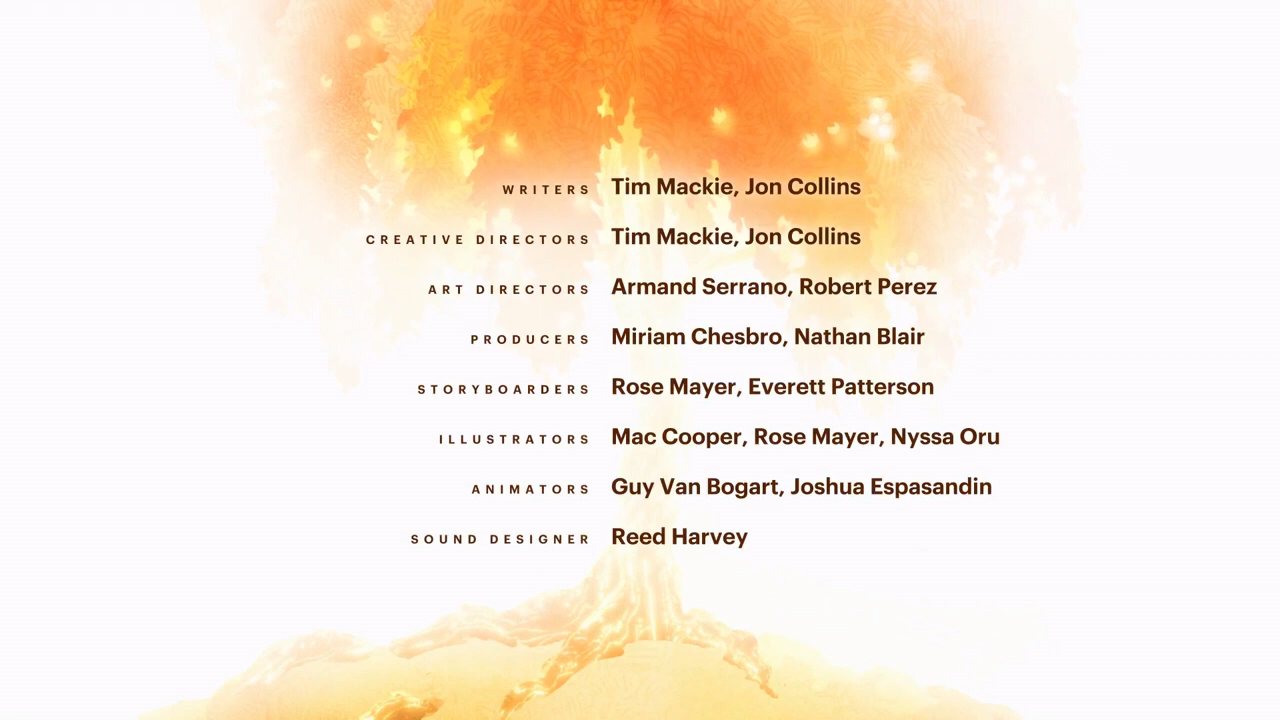 WRITERS Tim Mackie, Jon Collins
CREATIVE DIRECTORS Tim Mackie, Jon Collins
ART DIRECTORS Armand Serrano, Robert Perez
PRODUCERS Miriam Chesbro, Nathan Blair
STORYBOARDERS Rose Mayer, Everett Patterson
ILLUSTRATORS Mac Cooper, Rose Mayer, Nyssa Oru
ANIMATORS Guy Van Bogart, Joshua Espasandin
SOUND DESIGNER Reed Harvey